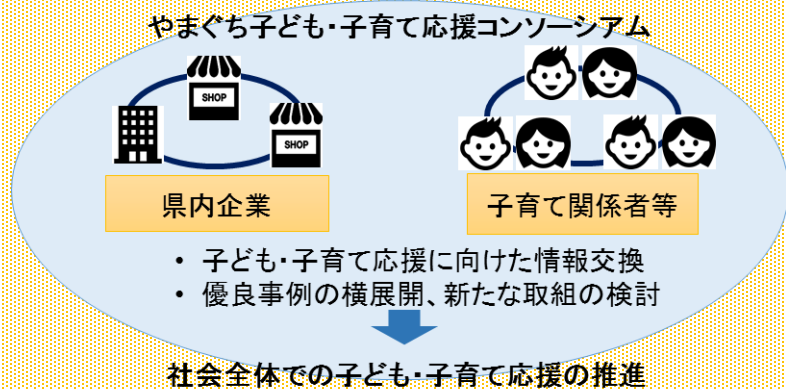 やまぐち子ども・子育て応援コンソーシアム
SHOP
SHOP
県内企業
子育て関係者等
• 子ども・子育て応援に向けた情報交換
• 優良事例の横展開、新たな取組の検討
社会全体での子ども・子育て応援の推進